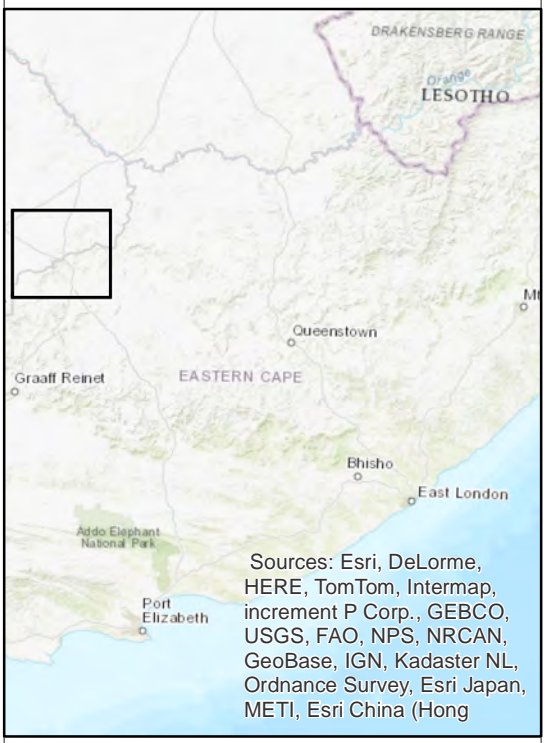 DRAKENSBERG RANGE
Orange
LESOTHO
Mt
Queenstown
Graaff Reinet
EASTERN CAPE
Bhisho
East London
Addo Elephant
National Park
Port
Elizabeth
Sources: Esri, DeLorme,
HERE, TomTom, Intermap,
increment P Corp., GEBCO,
USGS, FAO, NPS, NRCAN,
GeoBase, IGN, Kadaster NL,
Ordnance Survey, Esri Japan,
METI, Esri China (Hong